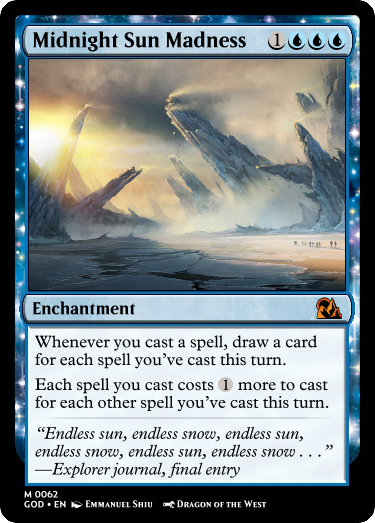 Midnight Sun Madness 1
Enchantment
Whenever you cast a spell, draw a card
for each spell you've cast this turn.
Each spell you cast costs 1 more to cast
for each other spell you've cast this turn.
“Endless sun, endless snow, endless sun,
endless snow, endless sun, endless snow . . .”
—Explorer journal, final entry
M 0062
GOD • EN Emmanuel Shiu Dragon of the West